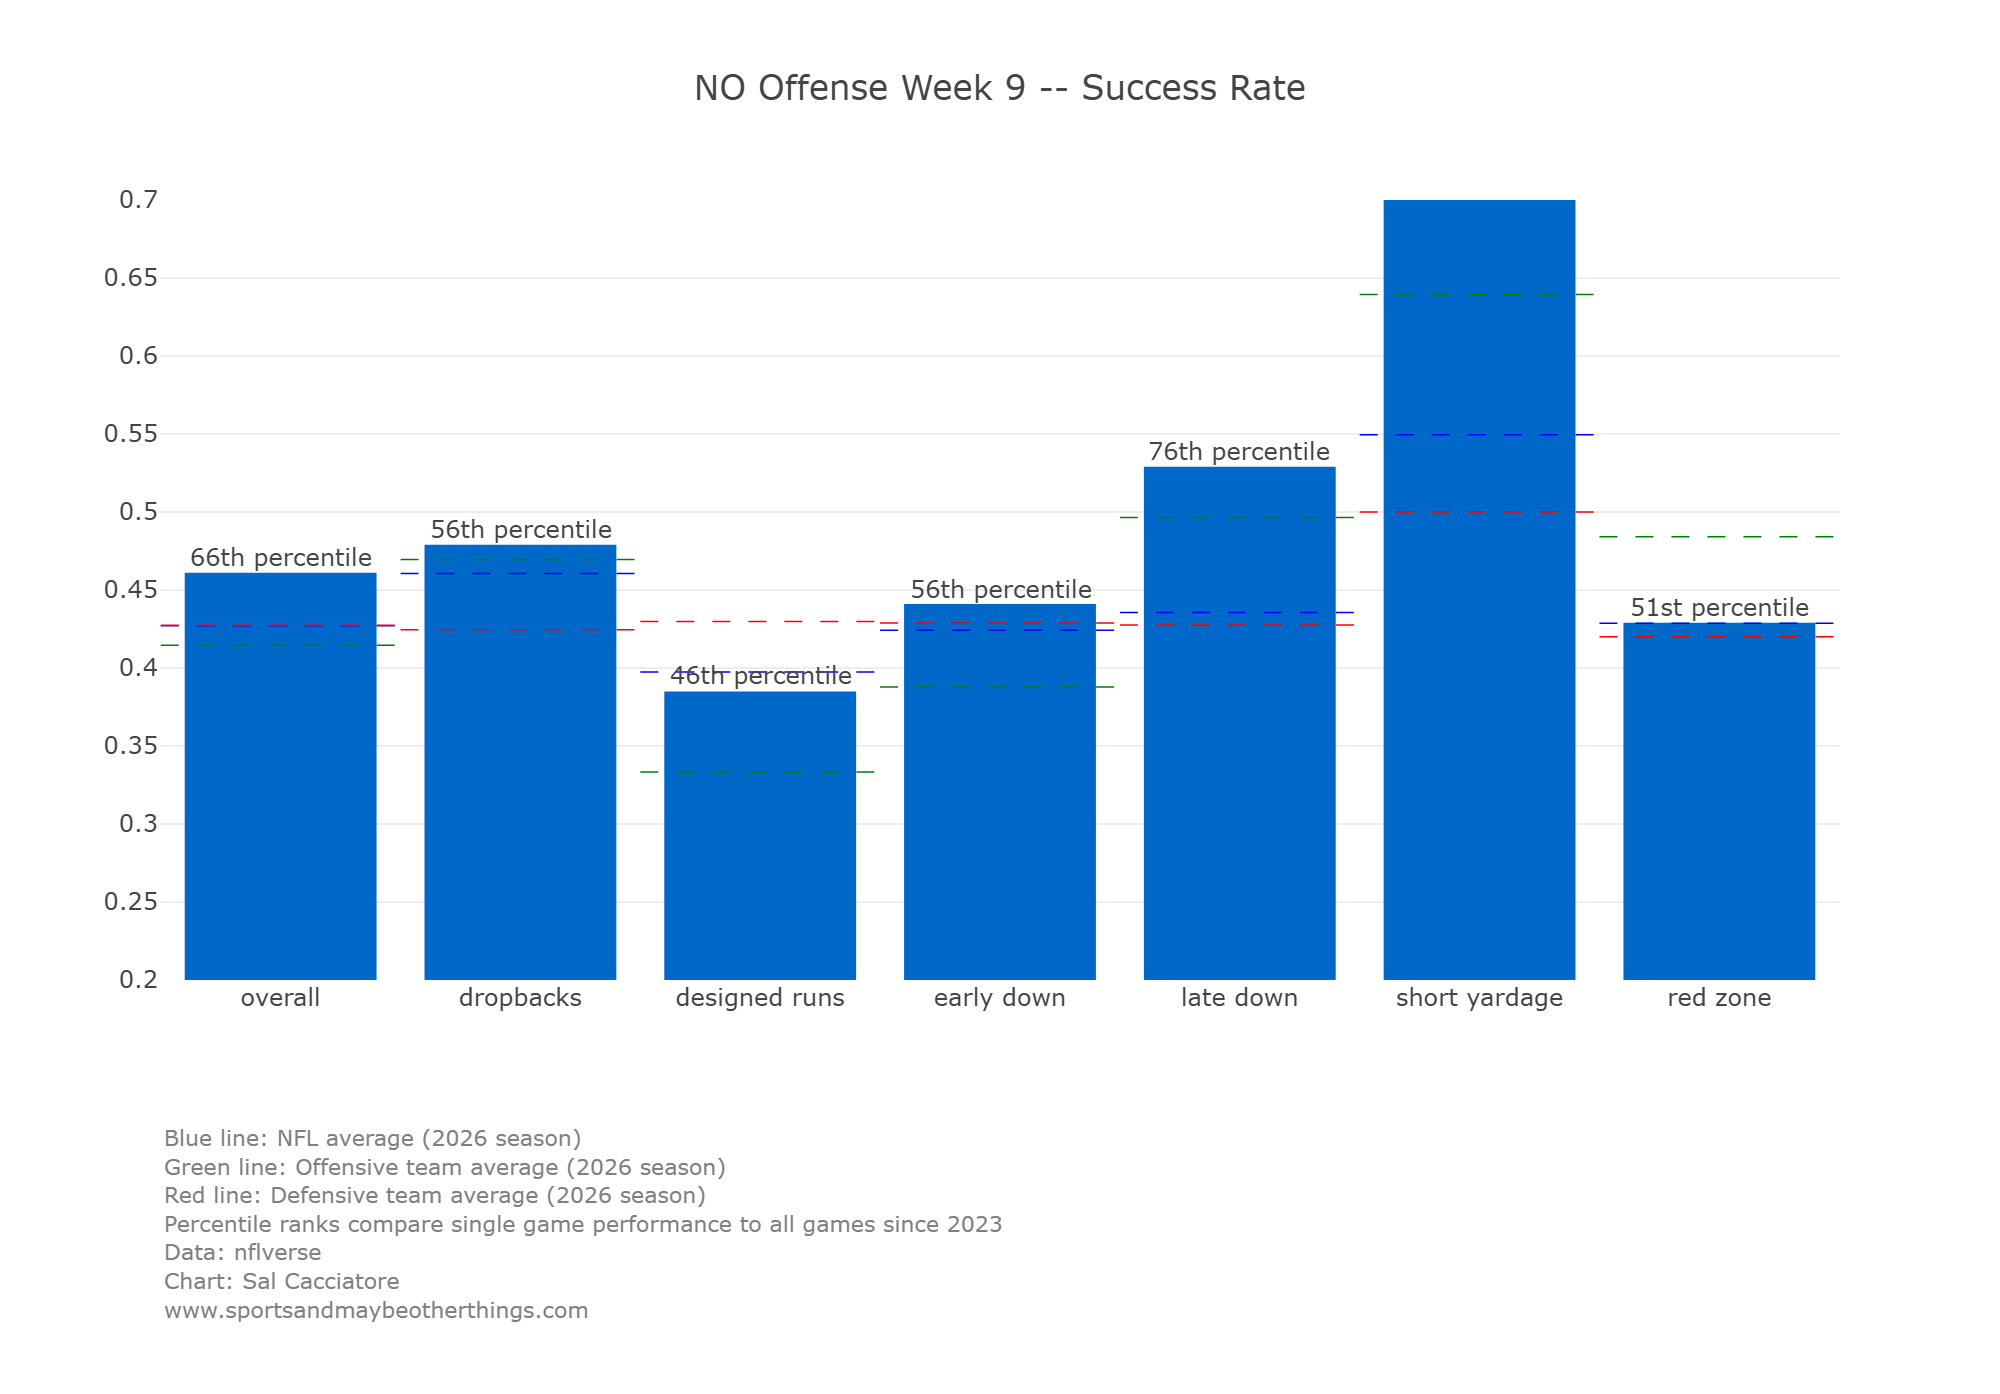 NO Offense Week 9 -- Success Rate
0.7
0.65
0.6
0.55
0.5
0.45
0.4
0.35
0.3
0.25
0.2
66th percentile
56th percentile
46th percentile
56th percentile
76th percentile
51st percentile
overall
dropbacks
designed runs
early down
late down
short yardage
red zone
Blue line: NFL average (2026 season)
Green line: Offensive team average (2026 season)
Red line: Defensive team average (2026 season)
Percentile ranks compare single game performance to all games since 2023
Data: nflverse
Chart: Sal Cacciatore
www.sportsandmaybeotherthings.com